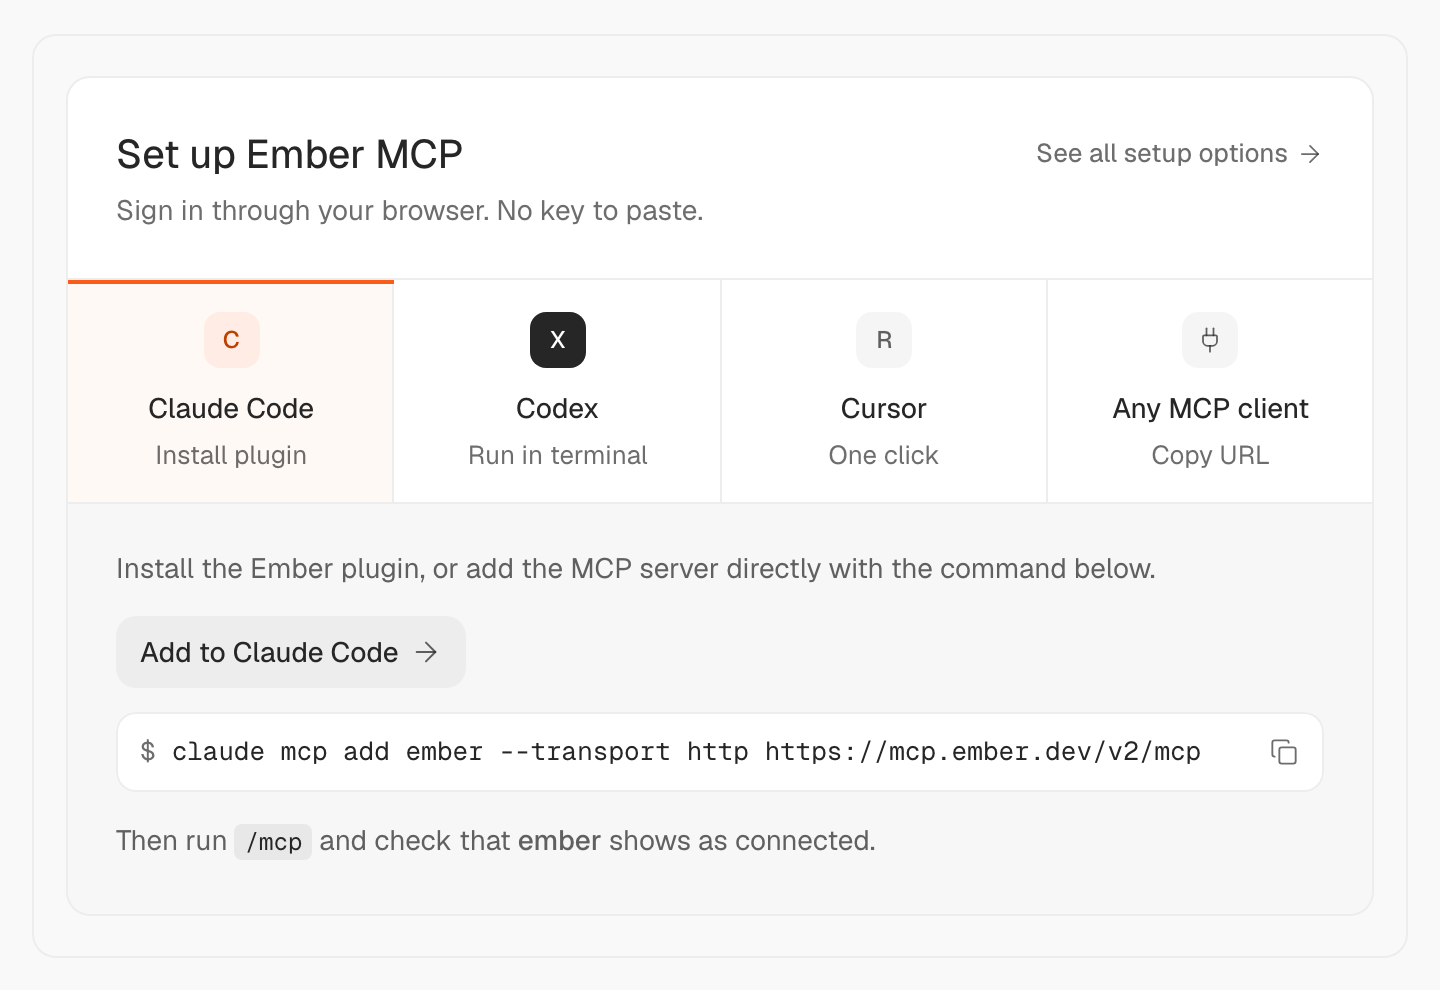 Set up Ember MCP
See all setup options →
Sign in through your browser. No key to paste.
C
Claude Code
Install plugin
X
Codex
Run in terminal
R
Cursor
One click
Any MCP client
Copy URL
Install the Ember plugin, or add the MCP server directly with the command below.
Add to Claude Code →
$ claude mcp add ember --transport http https://mcp.ember.dev/v2/mcp
Then run /mcp and check that ember shows as connected.